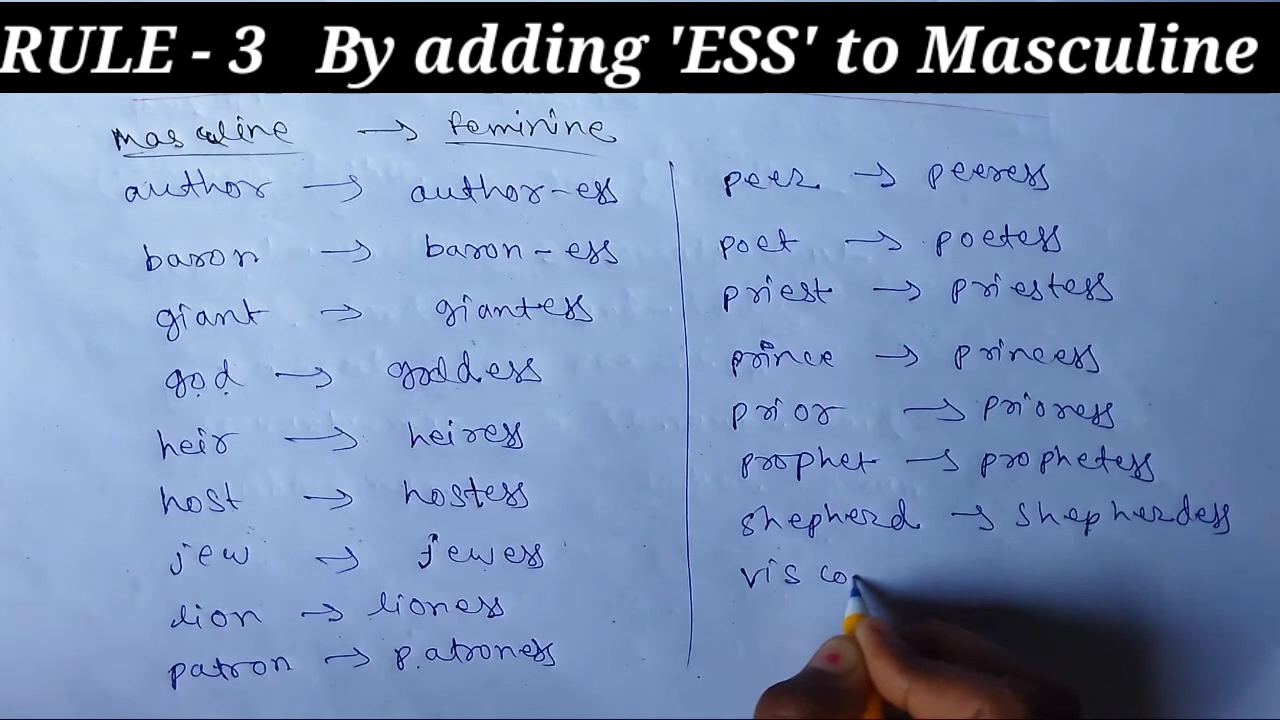 RULE - 3 By adding 'ESS' to Masculine
Masculine → feminine
author → author-ess
baron → baron-ess
giant → giantess
god → goddess
heir → heiress
host → hostess
jew → jewess
lion → lioness
patron → patroness
peer → peeress
poet → poetess
priest → priestess
prince → princess
prior → prioress
prophet → prophetess
shepherd → shepherdess
visco